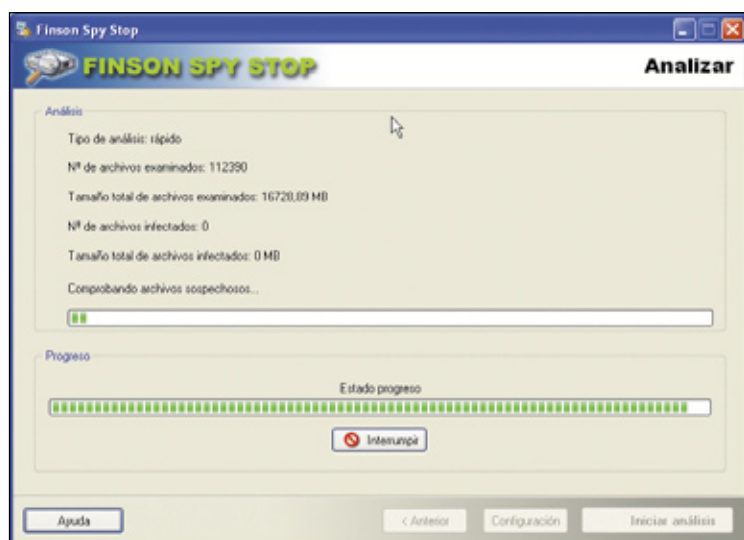 Finson Spy Stop
FINSON SPY STOP
Analizar
Análisis
Tipo de análisis: rápido
Nº de archivos examinados: 112390
Tamaño total de archivos examinados: 16728,89 MB
Nº de archivos infectados: 0
Tamaño total de archivos infectados: 0 MB
Comprobando archivos sospechosos...
Progreso
Estado progreso
Interrumpir
Ayuda
< Anterior
Configuración
Iniciar análisis